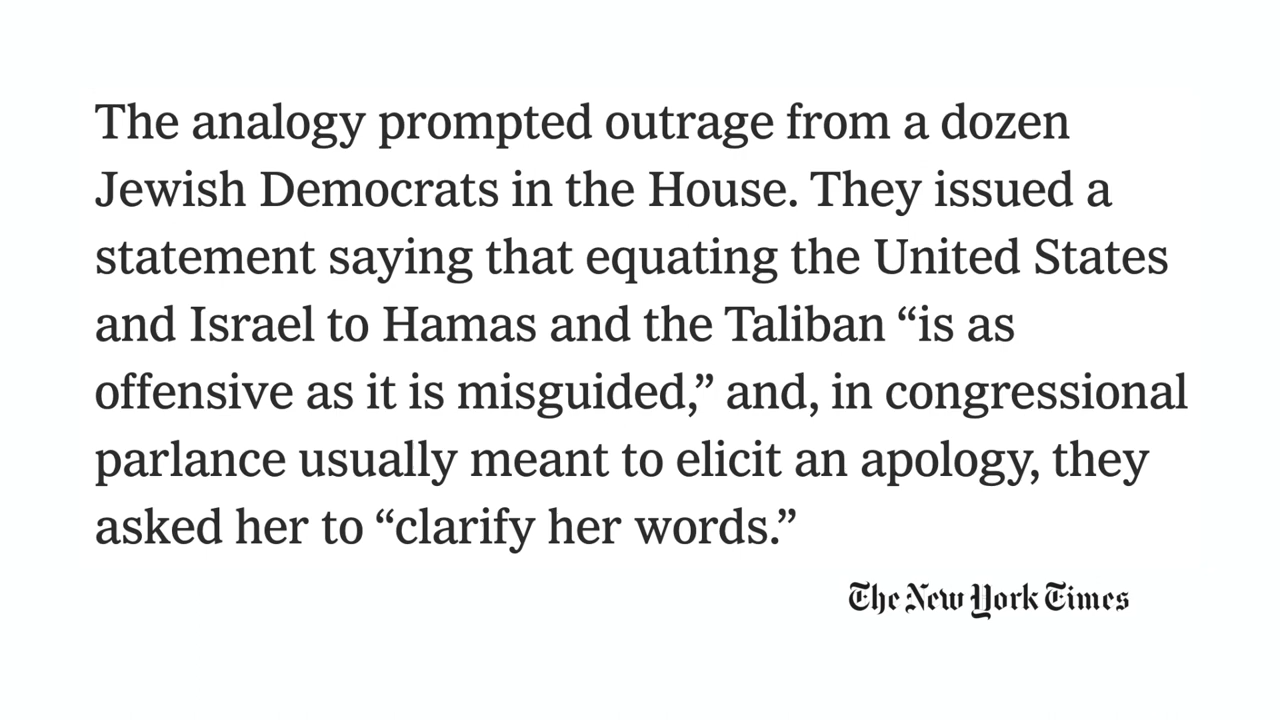 The analogy prompted outrage from a dozen
Jewish Democrats in the House. They issued a
statement saying that equating the United States
and Israel to Hamas and the Taliban “is as
offensive as it is misguided,” and, in congressional
parlance usually meant to elicit an apology, they
asked her to “clarify her words.”
The New York Times